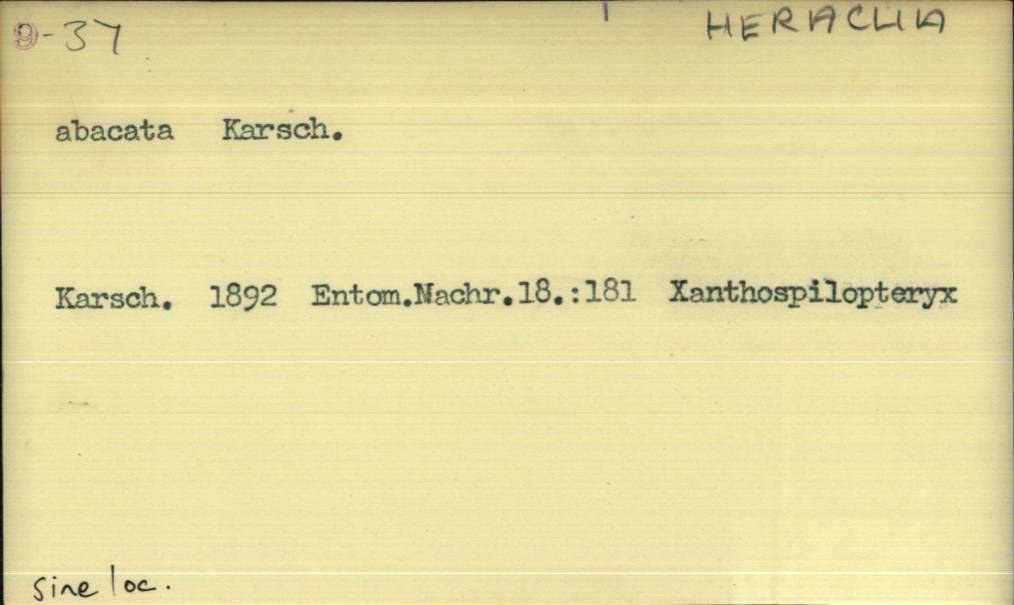 9-37 HERACLIA
abacata Karsch.
Karsch. 1892 Entom.Nachr.18.:181 Xanthospilopteryx
sine loc.